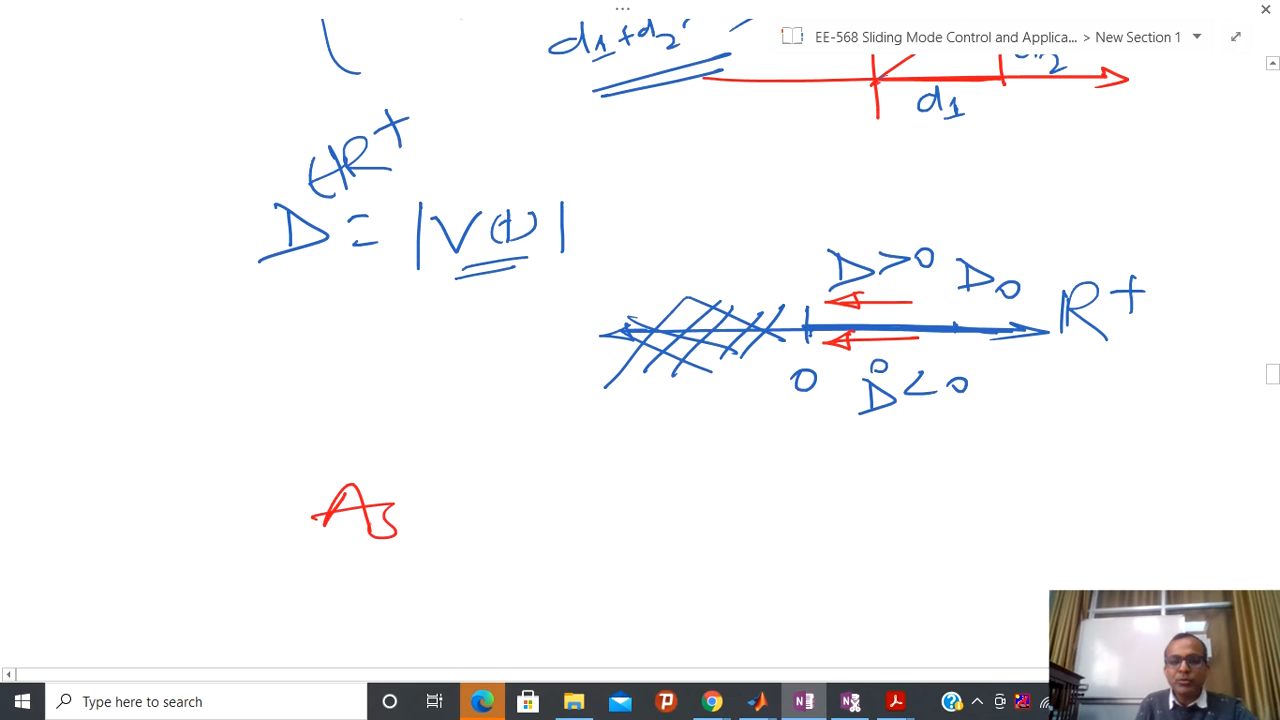 EE-568 Sliding Mode Control and Applica... > New Section 1
d1+d2
d1
∈R+
D = |V(t)|
D>0 D0 R+
0 Ḋ<0
As
Type here to search